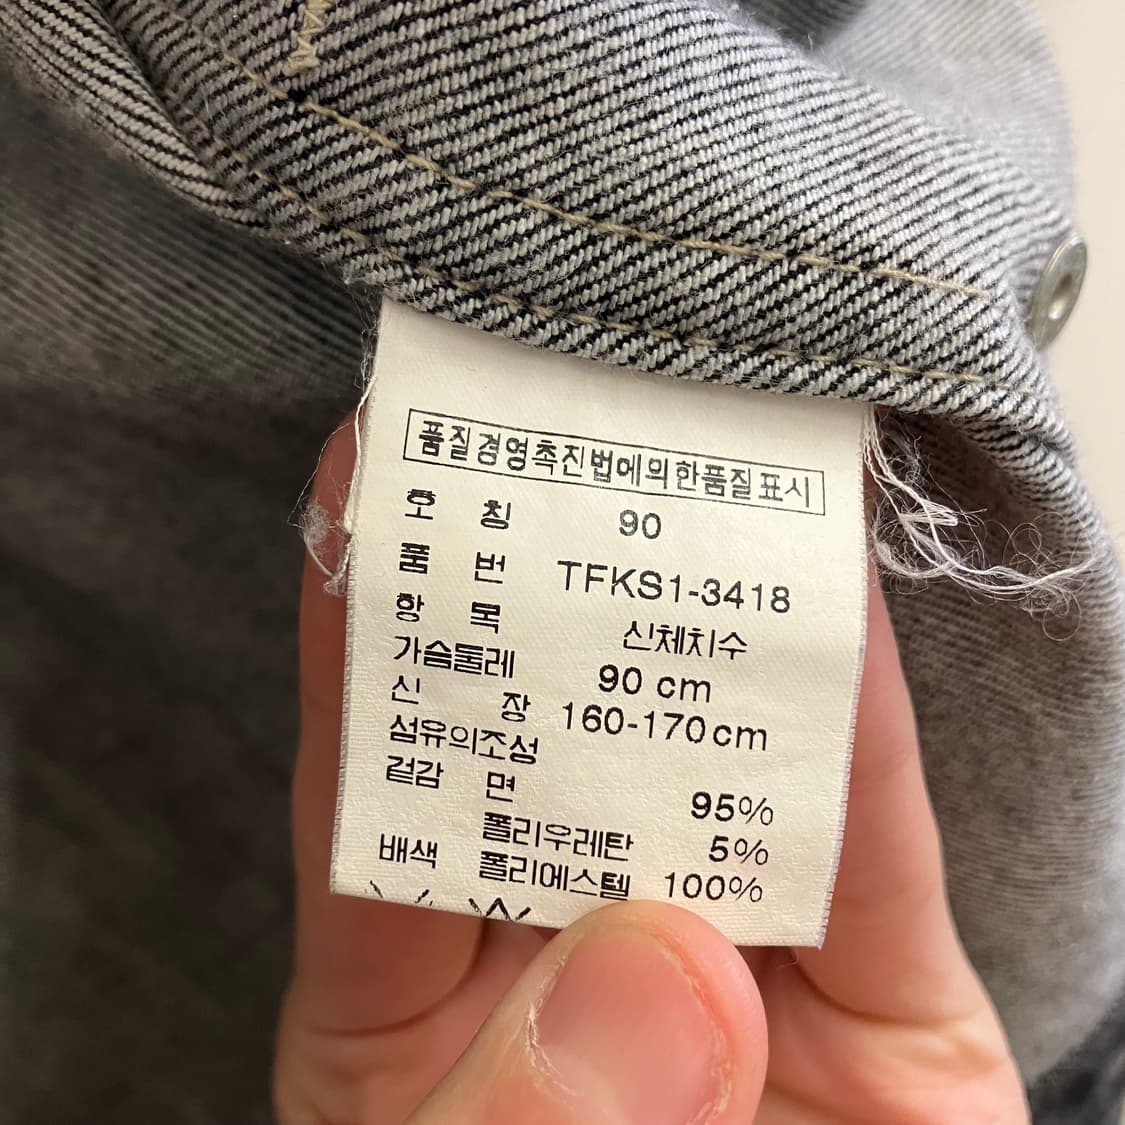 품질경영촉진법에의한품질표시
호 칭 90
품 번 TFKS1-3418
항 목 신체치수
가슴둘레 90 cm
신 장 160-170cm
섬유의조성
겉감 면 95%
폴리우레탄 5%
배색 폴리에스텔 100%